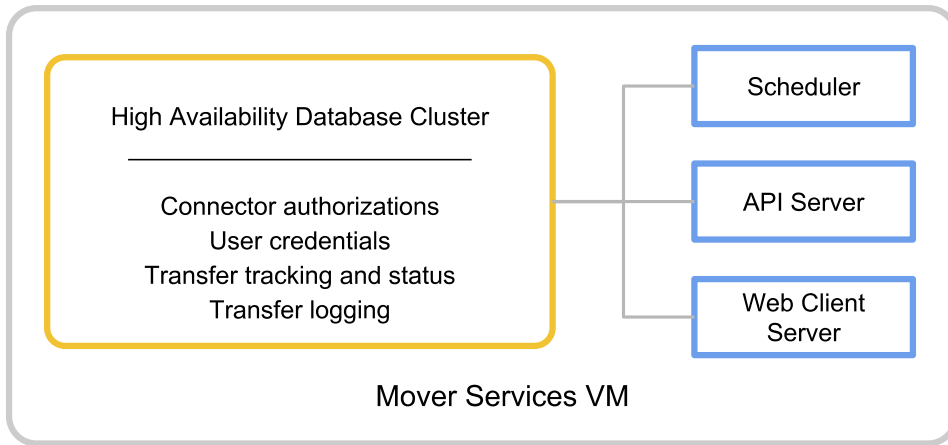 High Availability Database Cluster
Connector authorizations
User credentials
Transfer tracking and status
Transfer logging
Scheduler
API Server
Web Client
Server
Mover Services VM